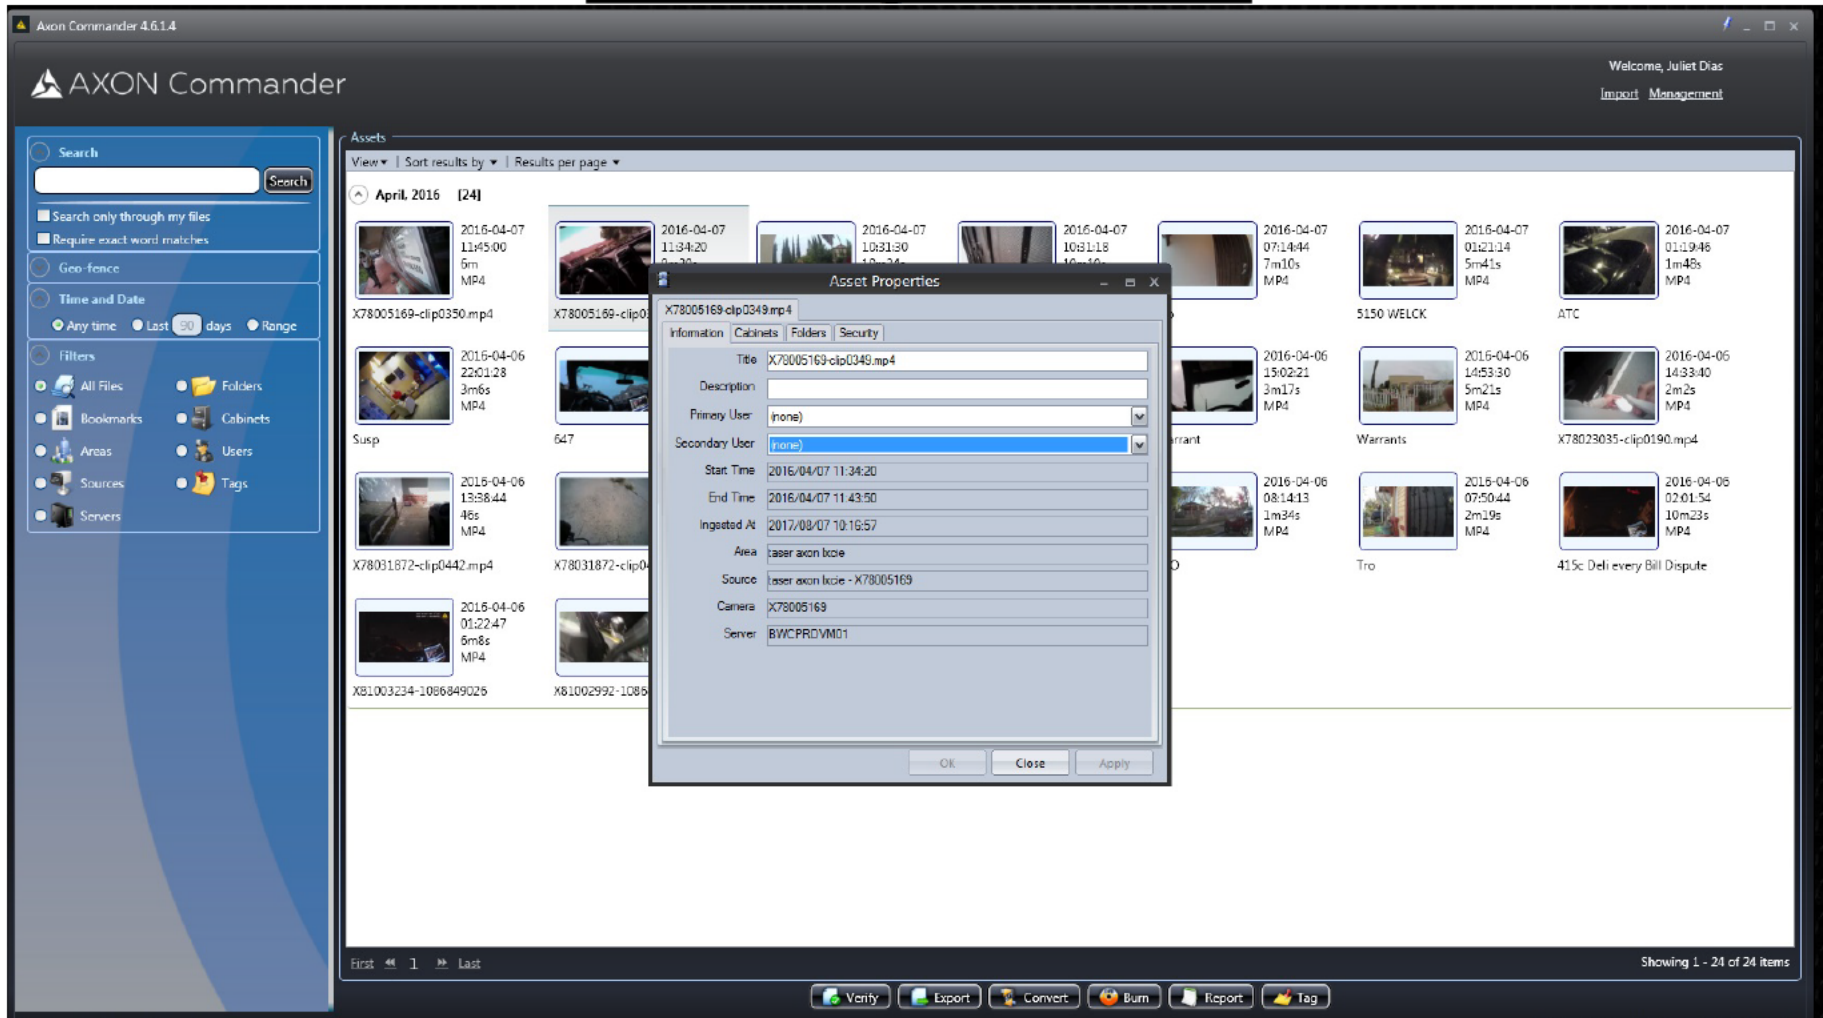 Axon Commander 4.6.1.4
AXON Commander
Welcome, Juliet Dias
Import Management
Search
Search
Search only through my files
Require exact word matches
Geo-fence
Time and Date
Any time Last 90 days Range
Filters
All Files Folders
Bookmarks Cabinets
Areas Users
Sources Tags
Servers
Assets
View | Sort results by | Results per page
April, 2016 [24]
2016-04-07
11:45:00
6m
MP4
X78005169-clip0350.mp4
2016-04-07
11:34:20
X78005169-clip0
2016-04-07
10:31:30
2016-04-07
10:31:18
2016-04-07
07:14:44
7m10s
MP4
2016-04-07
01:21:14
5m41s
MP4
5150 WELCK
2016-04-07
01:19:46
1m48s
MP4
ATC
2016-04-06
22:01:28
3m6s
MP4
Susp
647
2016-04-06
15:02:21
3m17s
MP4
rrant
2016-04-06
14:53:30
5m21s
MP4
Warrants
2016-04-06
14:33:40
2m2s
MP4
X78023035-clip0190.mp4
2016-04-06
13:38:44
46s
MP4
X78031872-clip0442.mp4
X78031872-clip04
2016-04-06
08:14:13
1m34s
MP4
2016-04-06
07:50:44
2m19s
MP4
Tro
2016-04-06
02:01:54
10m23s
MP4
415c Deli every Bill Dispute
2016-04-06
01:22:47
6m8s
MP4
X81003234-1086849026
X81002992-1086
Asset Properties
X78005169-clip0349.mp4
Information Cabinets Folders Security
Title X78005169-clip0349.mp4
Description
Primary User (none)
Secondary User (none)
Start Time 2016/04/07 11:34:20
End Time 2016/04/07 11:43:50
Ingested At 2017/08/07 10:16:57
Area taser axon lxcie
Source taser axon lxcie - X78005169
Camera X78005169
Server BWCPRDVM01
OK Close Apply
First 1 Last
Showing 1 - 24 of 24 items
Verify Export Convert Burn Report Tag